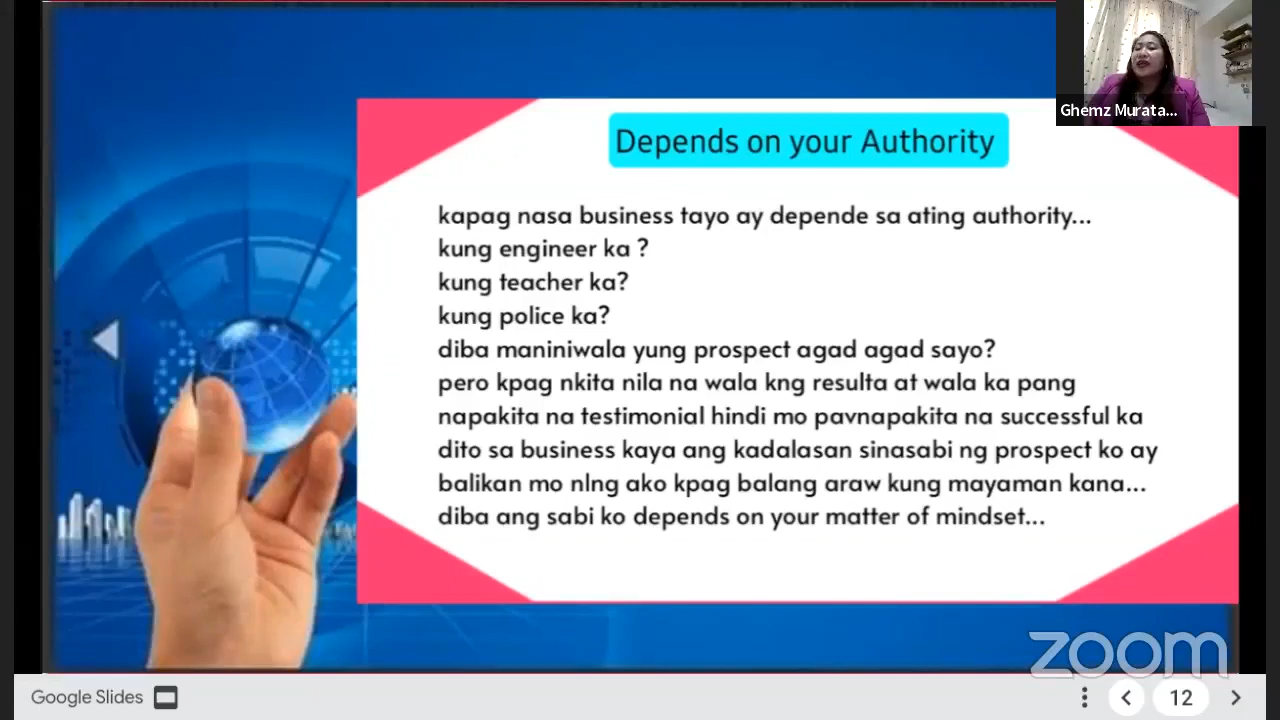 Ghemz Murata...
Depends on your Authority
kapag nasa business tayo ay depende sa ating authority...
kung engineer ka ?
kung teacher ka?
kung police ka?
diba maniniwala yung prospect agad agad sayo?
pero kpag nkita nila na wala kng resulta at wala ka pang
napakita na testimonial hindi mo pavnapakita na successful ka
dito sa business kaya ang kadalasan sinasabi ng prospect ko ay
balikan mo nlng ako kpag balang araw kung mayaman kana...
diba ang sabi ko depends on your matter of mindset...
zoom
Google Slides
12